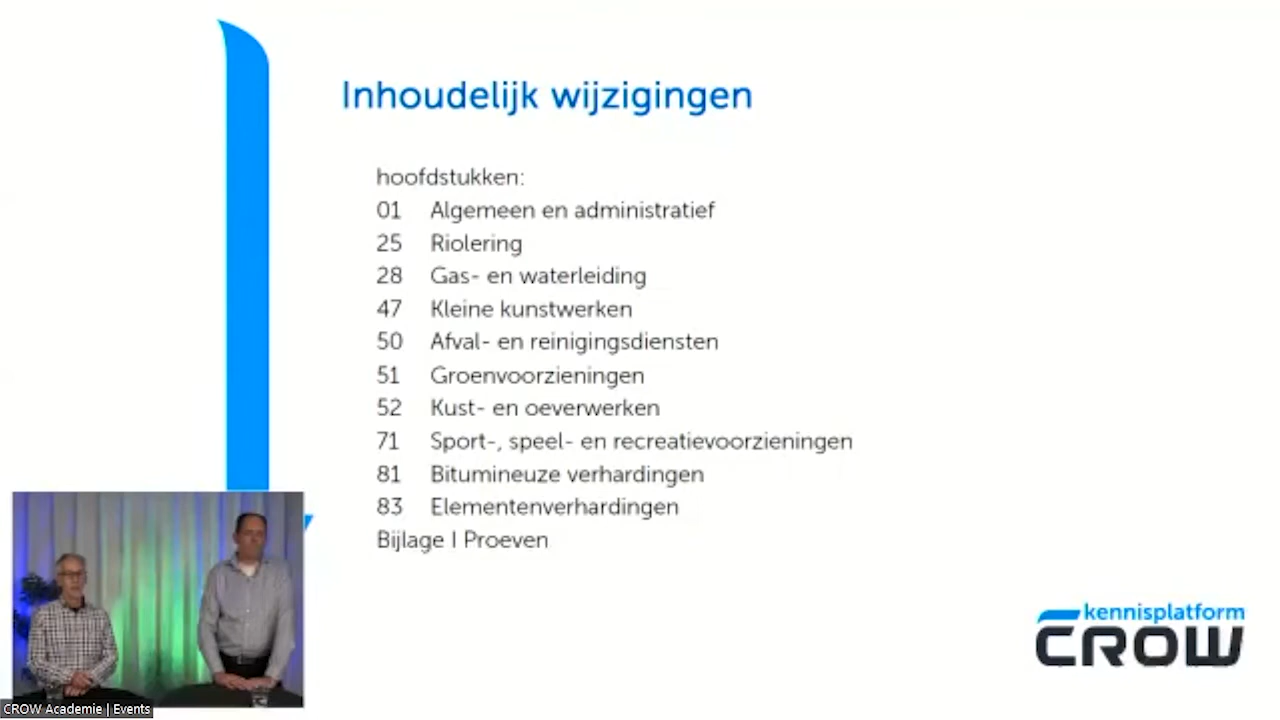 Inhoudelijk wijzigingen
hoofdstukken:
01 Algemeen en administratief
25 Riolering
28 Gas- en waterleiding
47 Kleine kunstwerken
50 Afval- en reinigingsdiensten
51 Groenvoorzieningen
52 Kust- en oeverwerken
71 Sport-, speel- en recreatievoorzieningen
81 Bitumineuze verhardingen
83 Elementenverhardingen
Bijlage I Proeven
kennisplatform
CROW
CROW Academie | Events